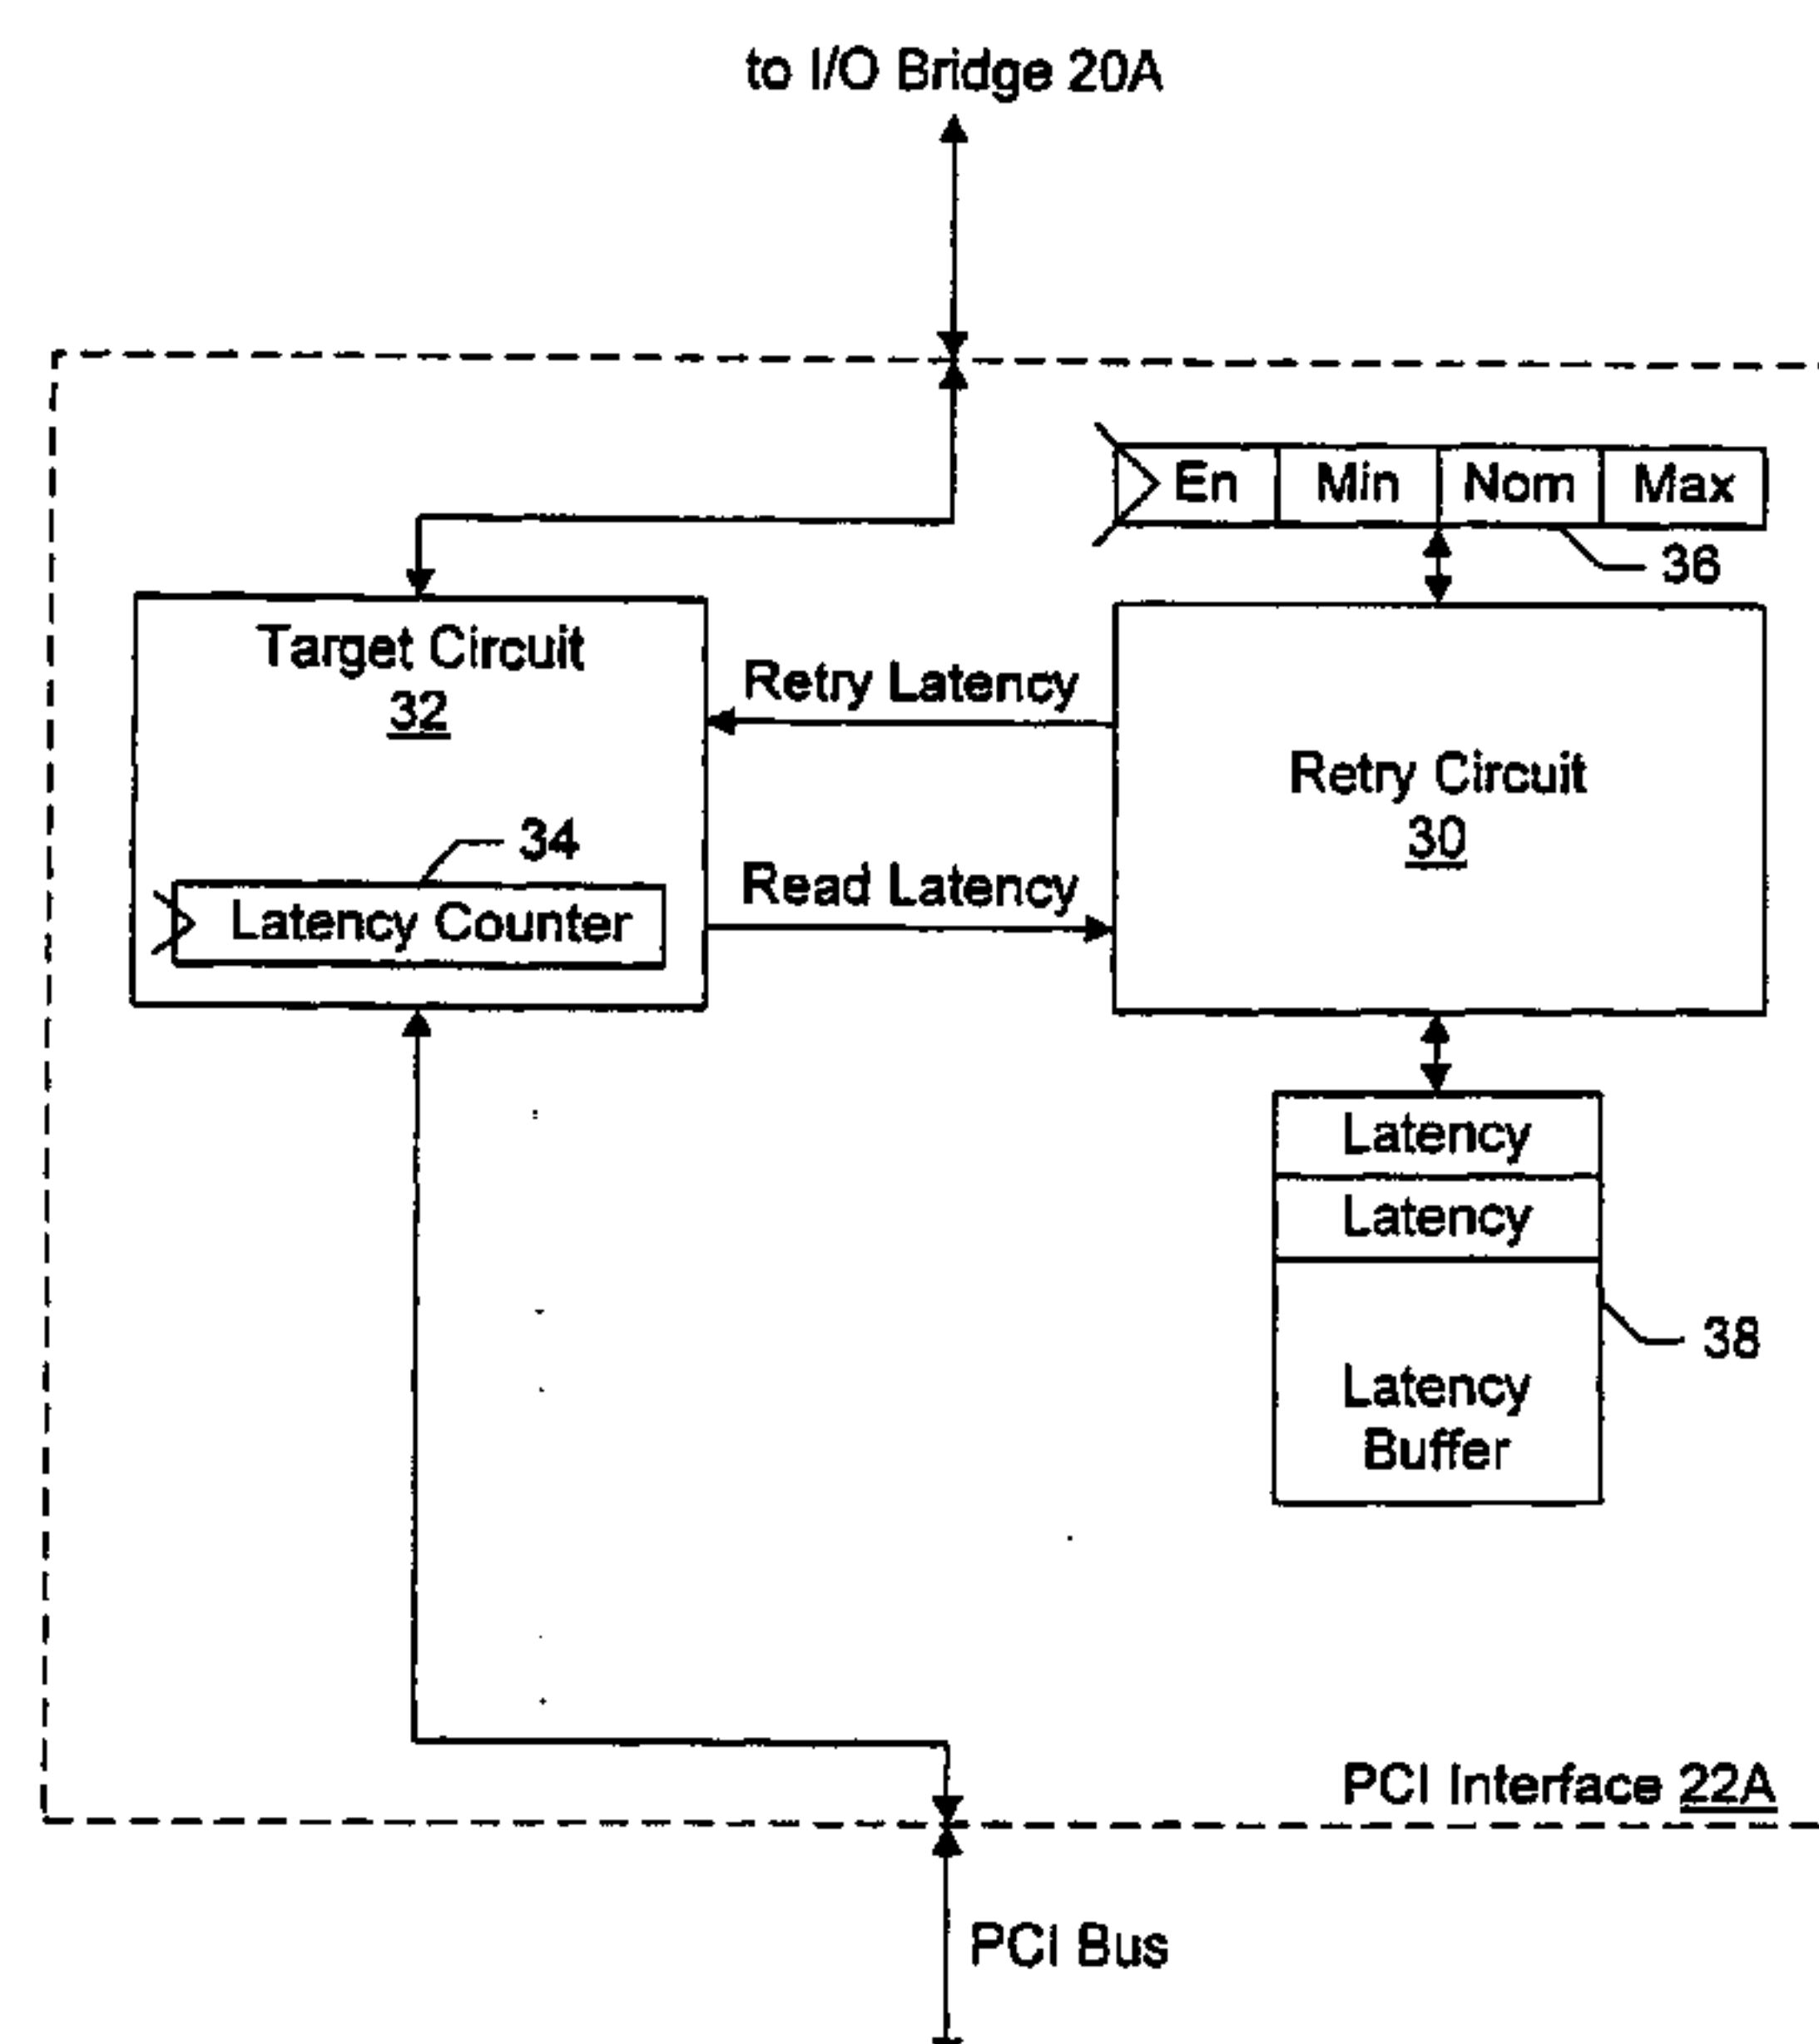 to I/O Bridge 20A
En Min Nom Max
36
Target Circuit
32
Retry Latency
Retry Circuit
30
34
Read Latency
Latency Counter
Latency
Latency
38
Latency
Buffer
PCI Interface 22A
PCI Bus